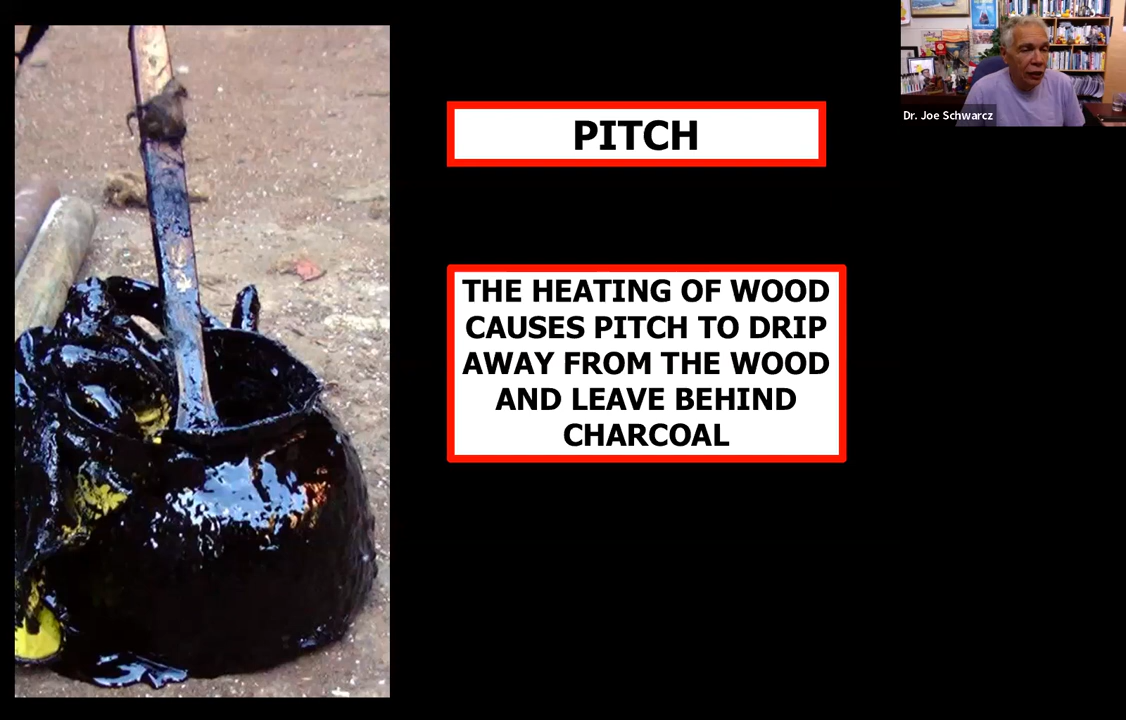 Dr. Joe Schwarcz
PITCH
THE HEATING OF WOOD
CAUSES PITCH TO DRIP
AWAY FROM THE WOOD
AND LEAVE BEHIND
CHARCOAL